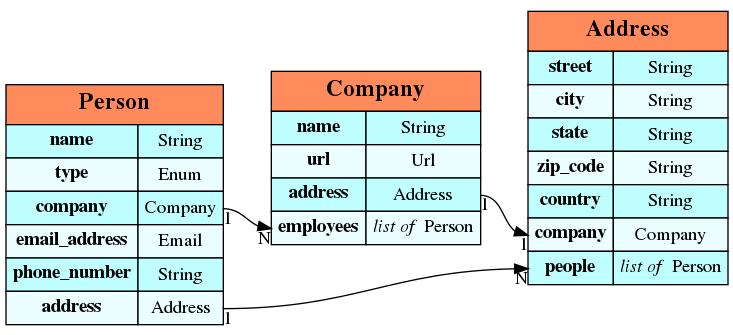 Person
name String
type Enum
company Company
email_address Email
phone_number String
address Address
1
1
N
Company
name String
url Url
address Address
employees list of Person
1
1
N
Address
street String
city String
state String
zip_code String
country String
company Company
people list of Person